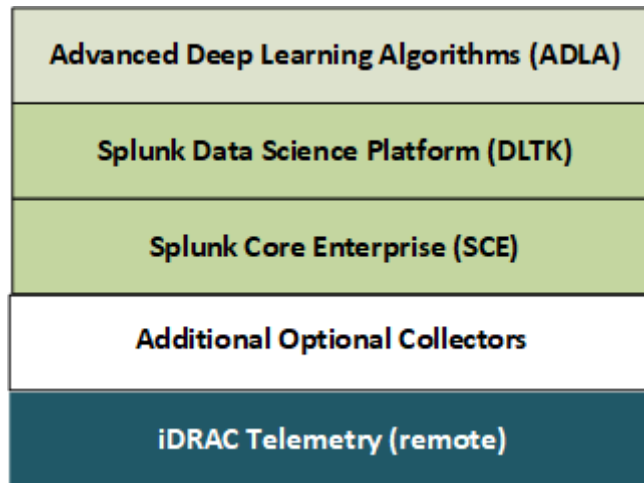 Advanced Deep Learning Algorithms (ADLA)
Splunk Data Science Platform (DLTK)
Splunk Core Enterprise (SCE)
Additional Optional Collectors
iDRAC Telemetry (remote)